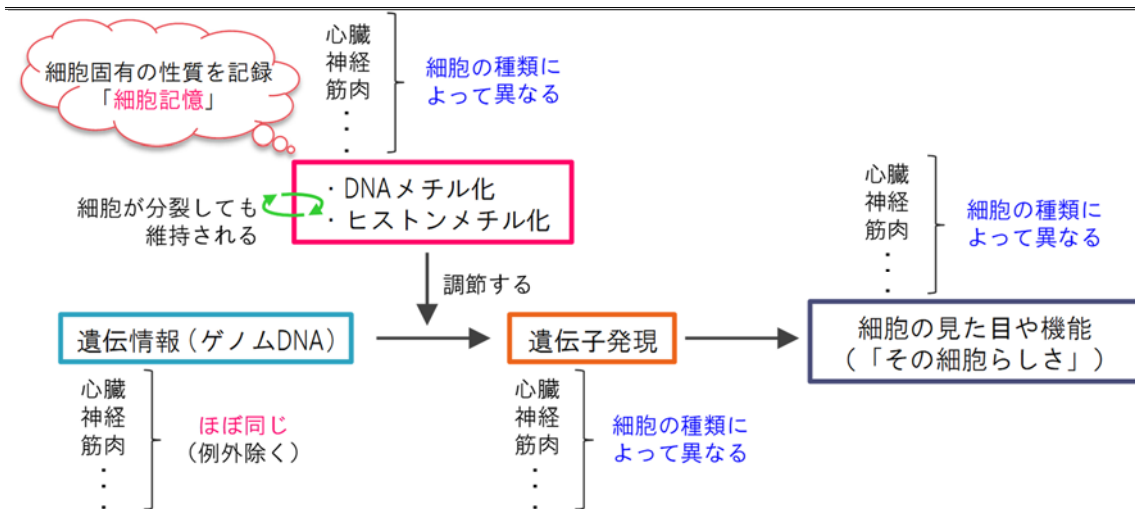 細胞固有の性質を記録
「細胞記憶」
心臓
神経
筋肉
・
・
・
細胞の種類に
よって異なる
・DNAメチル化
・ヒストンメチル化
細胞が分裂しても
維持される
調節する
心臓
神経
筋肉
・
・
・
細胞の種類に
よって異なる
遺伝情報（ゲノムDNA）
遺伝子発現
細胞の見た目や機能
（「その細胞らしさ」）
心臓
神経
筋肉
・
・
・
ほぼ同じ
（例外除く）
心臓
神経
筋肉
・
・
・
細胞の種類に
よって異なる